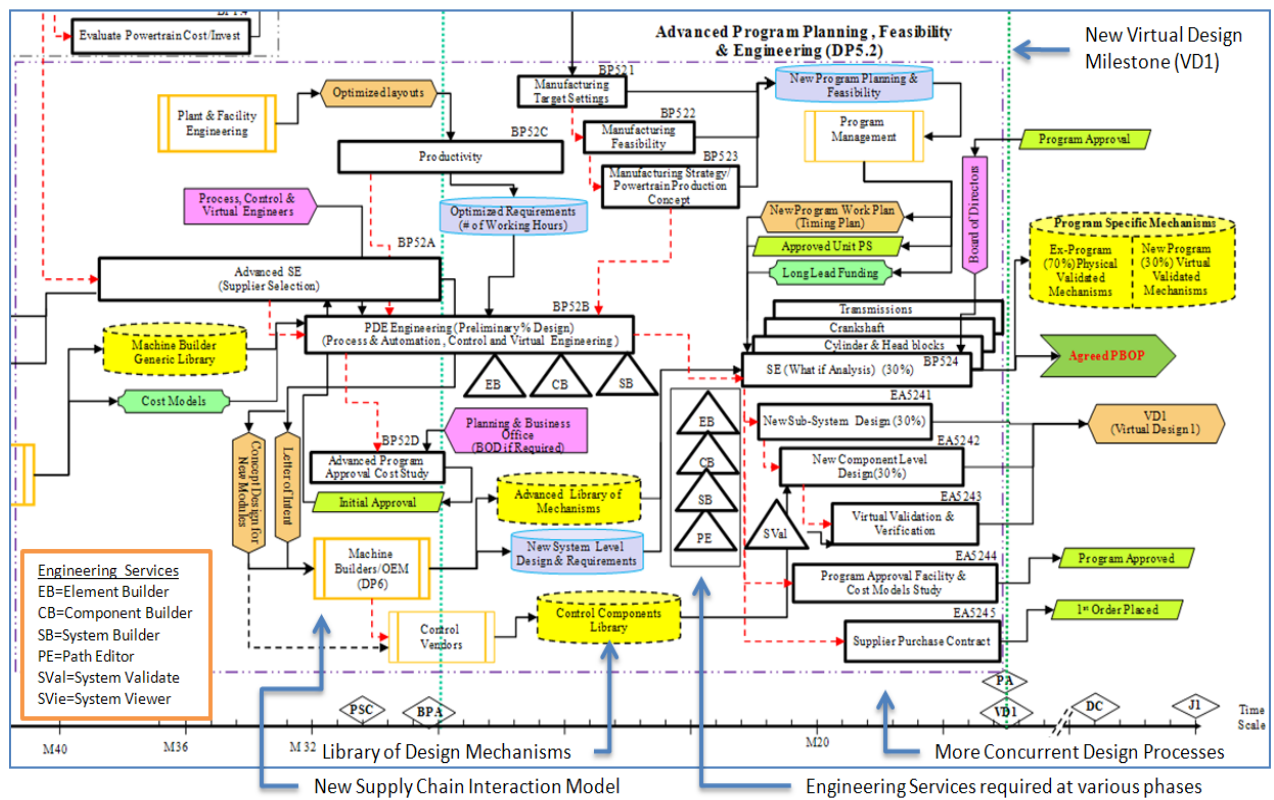 Evaluate Powertrain Cost/Invest
Advanced Program Planning , Feasibility
& Engineering (DP5.2)
New Virtual Design
Milestone (VD1)
BP521
Manufacturing
Target Settings
New Program Planning &
Feasibility
Plant & Facility
Engineering
Optimized layouts
BP522
Manufacturing
Feasibility
Program
Management
Program Approval
BP52C
Productivity
BP523
Manufacturing Strategy/
Powertrain Production
Concept
Board of Directors
Process, Control &
Virtual Engineers
Optimized Requirements
(# of Working Hours)
New Program Work Plan
(Timing Plan)
Approved Unit PS
Long Lead Funding
Program Specific Mechanisms
Ex-Program
(70%)Physical
Validated
Mechanisms
New Program
(30%) Virtual
Validated
Mechanisms
BP52A
Advanced SE
(Supplier Selection)
BP52B
PDE Engineering (Preliminary % Design)
(Process & Automation , Control and Virtual Engineering )
Transmissions
Crankshaft
Cylinder & Head blocks
BP524
SE (What if Analysis) (30%)
Agreed PBOP
Machine Builder
Generic Library
Cost Models
EB
CB
SB
EA5241
New Sub-System Design (30%)
VD1
(Virtual Design 1)
Planning & Business
Office
(BOD if Required)
BP52D
Advanced Program
Approval Cost Study
Initial Approval
Concept Design for
New Modules
Letter of Intent
EB
CB
SB
PE
EA5242
New Component Level
Design(30%)
Advanced Library of
Mechanisms
EA5243
Virtual Validation &
Verification
SVal
New System Level
Design & Requirements
Machine
Builders/OEM
(DP6)
EA5244
Program Approval Facility &
Cost Models Study
Program Approved
Control
Vendors
Control Components
Library
EA5245
Supplier Purchase Contract
1st Order Placed
Engineering Services
EB=Element Builder
CB=Component Builder
SB=System Builder
PE=Path Editor
SVal=System Validate
SVie=System Viewer
PSC
BPA
PA
VD1
DC
J1
Time
Scale
M40
M36
M 32
M20
Library of Design Mechanisms
More Concurrent Design Processes
New Supply Chain Interaction Model
Engineering Services required at various phases